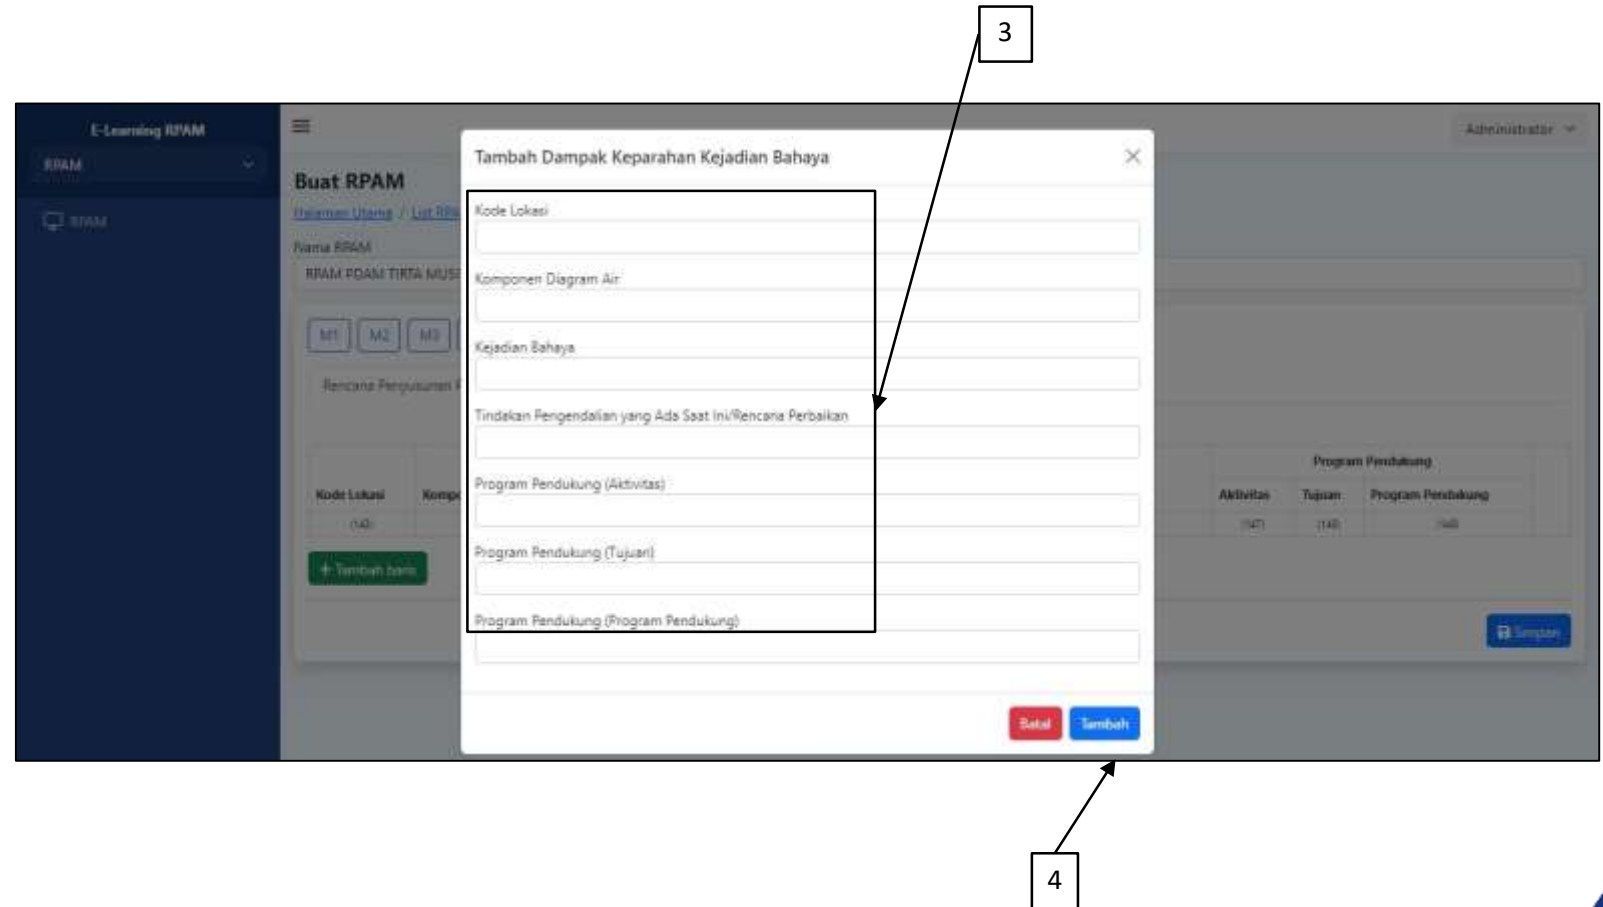 3
E-Learning RPAM
Administrator
RPAM
Tambah Dampak Keparahan Kejadian Bahaya
Buat RPAM
RPAM
Halaman Utama / List RPA
Kode Lokasi
Nama RPAM
RPAM PDAM TIRTA MUSI
Komponen Diagram Air
M1 M2 M3
Kejadian Bahaya
Rencana Penyusunan
Tindakan Pengendalian yang Ada Saat Ini/Rencana Perbaikan
Program Pendukung
Program Pendukung (Aktivitas)
Kode Lokasi Kompo Aktivitas Tujuan Program Pendukung
(147) (148)
Program Pendukung (Tujuan)
+ Tambah baris
Program Pendukung (Program Pendukung)
Simpan
Batal Tambah
4